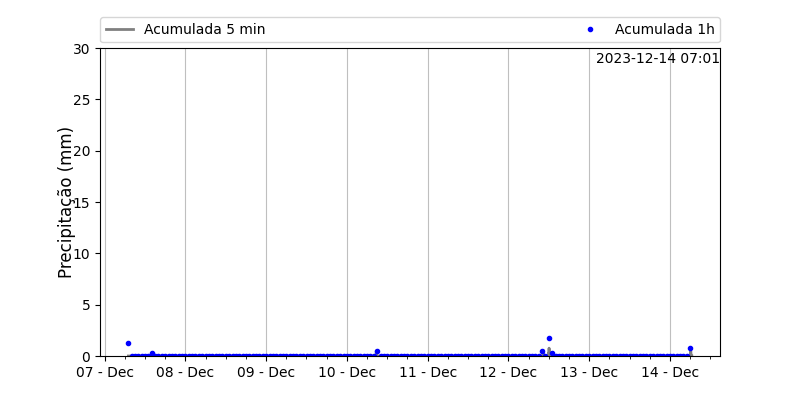 Acumulada 5 min
Acumulada 1h
2023-12-14 07:01
Precipitação (mm)
30
25
20
15
10
5
0
07 - Dec
08 - Dec
09 - Dec
10 - Dec
11 - Dec
12 - Dec
13 - Dec
14 - Dec